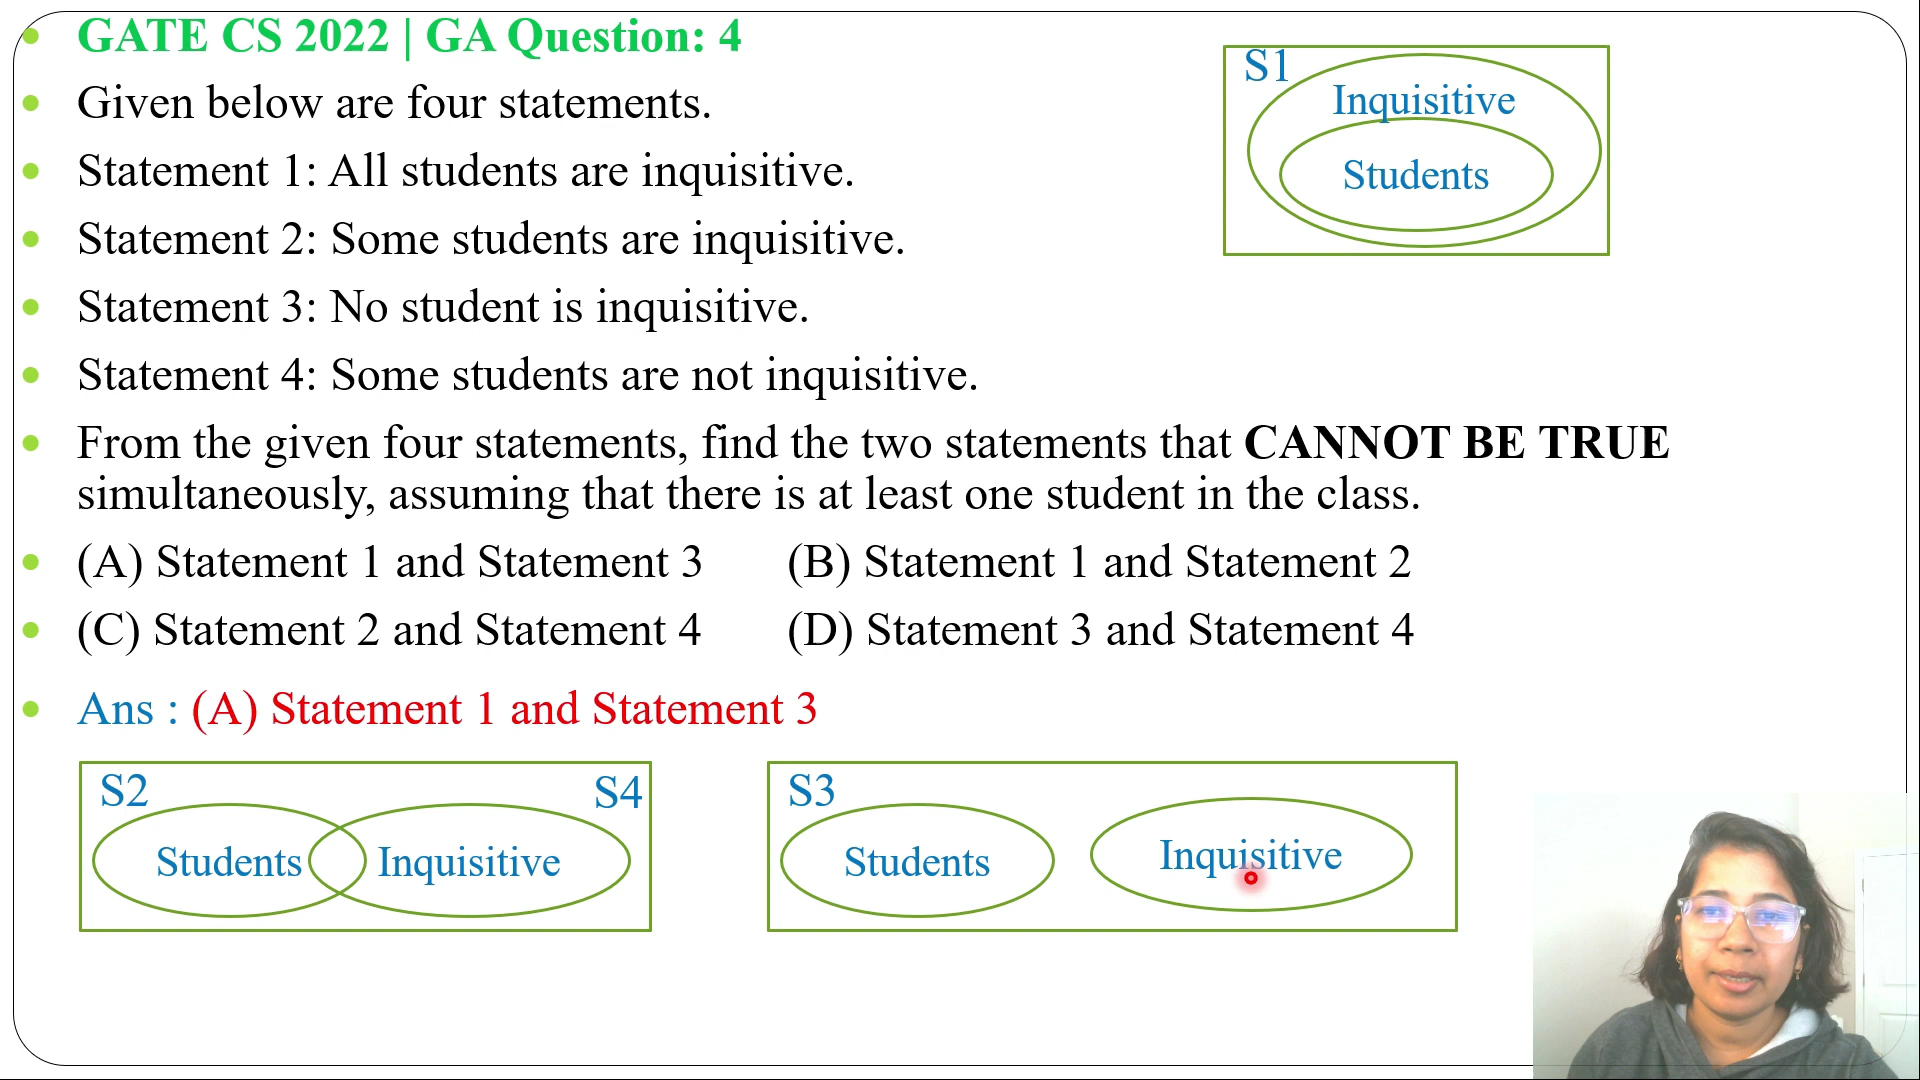 GATE CS 2022 | GA Question: 4
Given below are four statements.
Statement 1: All students are inquisitive.
Statement 2: Some students are inquisitive.
Statement 3: No student is inquisitive.
Statement 4: Some students are not inquisitive.
From the given four statements, find the two statements that CANNOT BE TRUE
simultaneously, assuming that there is at least one student in the class.
(A) Statement 1 and Statement 3 (B) Statement 1 and Statement 2
(C) Statement 2 and Statement 4 (D) Statement 3 and Statement 4
Ans : (A) Statement 1 and Statement 3
S1
Inquisitive
Students
S2 S4
Students Inquisitive
S3
Students Inquisitive